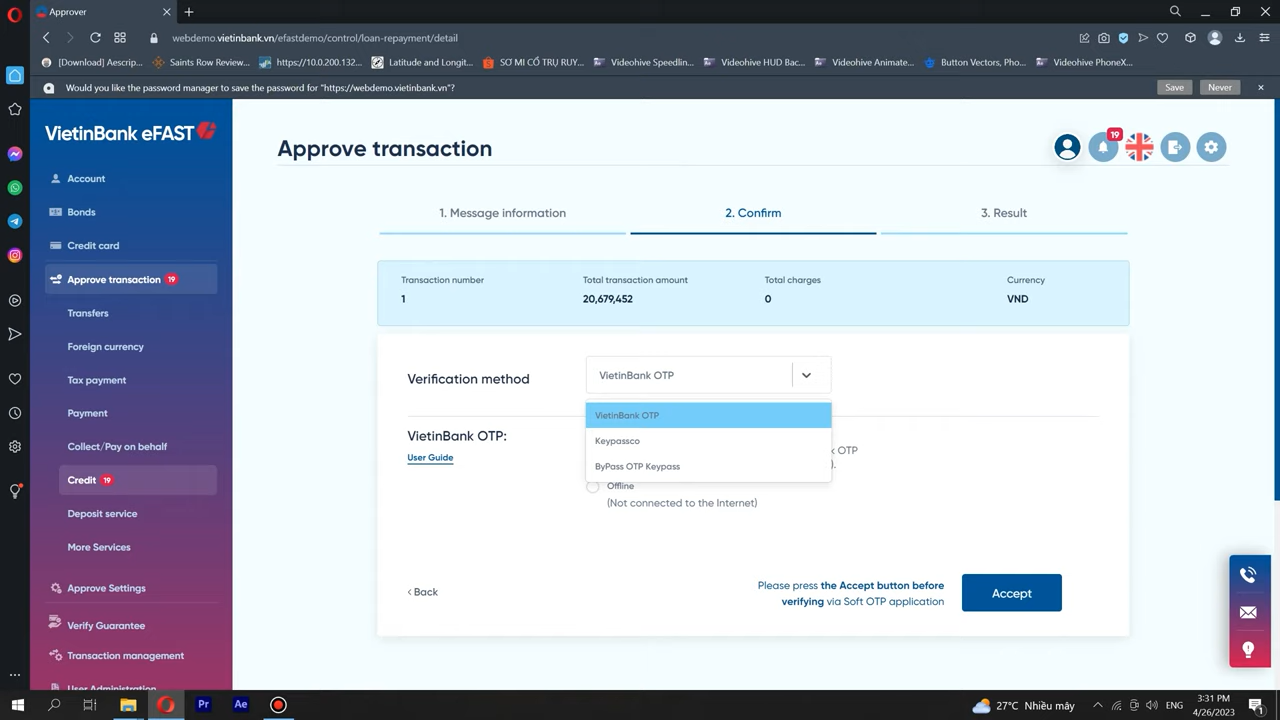 Approver
webdemo.vietinbank.vn/efastdemo/control/loan-repayment/detail
[Download] Aescrip...
Saints Row Review...
https://10.0.200.132...
Latitude and Longit...
SƠ MI CỔ TRỤ RUY...
Videohive Speedlin...
Videohive HUD Bac...
Videohive Animate...
Button Vectors, Pho...
Videohive PhoneX...
Would you like the password manager to save the password for "https://webdemo.vietinbank.vn"?
Save
Never
VietinBank eFAST
Account
Bonds
Credit card
Approve transaction 19
Transfers
Foreign currency
Tax payment
Payment
Collect/Pay on behalf
Credit 19
Deposit service
More Services
Approve Settings
Verify Guarantee
Transaction management
User Administration
Approve transaction
19
1. Message information
2. Confirm
3. Result
Transaction number
Total transaction amount
Total charges
Currency
1
20,679,452
0
VND
Verification method
VietinBank OTP
VietinBank OTP
Keypassco
ByPass OTP Keypass
VietinBank OTP:
User Guide
k OTP
).
Offline
(Not connected to the Internet)
< Back
Please press the Accept button before
verifying via Soft OTP application
Accept
Pr
Ae
27°C Nhiều mây
ENG
3:31 PM
4/26/2023
1